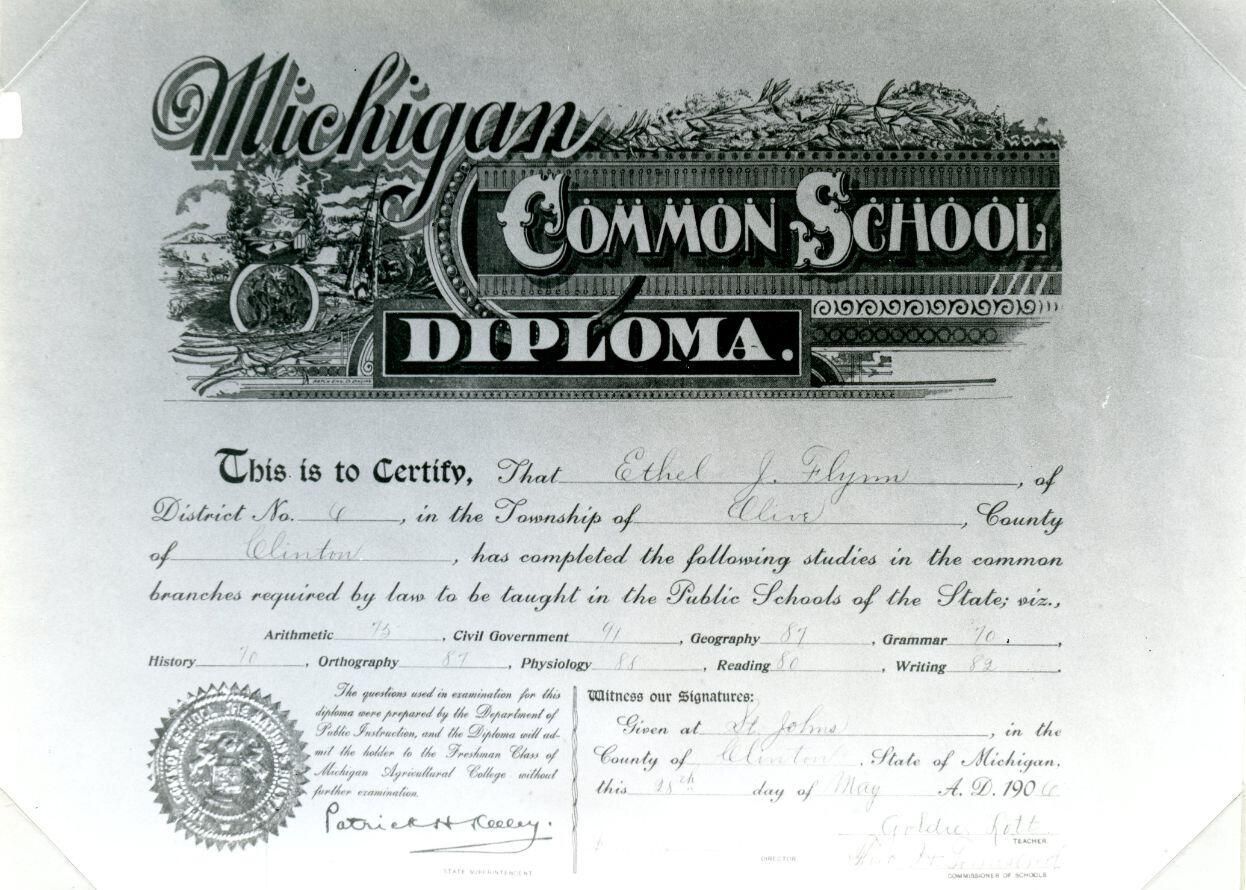 Michigan
COMMON SCHOOL
DIPLOMA.
This is to Certify, That Ethel J. Flynn, of
District No. 6, in the Township of Olive, County
of Clinton, has completed the following studies in the common
branches required by law to be taught in the Public Schools of the State; viz.,
Arithmetic 75, Civil Government 91, Geography 87, Grammar 70,
History 70, Orthography 87, Physiology 88, Reading 80, Writing 82.
The questions used in examination for this
diploma were prepared by the Department of
Public Instruction, and the Diploma will ad-
mit the holder to the Freshman Class of
Michigan Agricultural College without
further examination.
Patrick H Kelley.
STATE SUPERINTENDENT.
Witness our Signatures:
Given at St. Johns, in the
County of Clinton, State of Michigan,
this 28th day of May A. D. 1906
Goldie Lott
TEACHER.
DIRECTOR.
COMMISSIONER OF SCHOOLS.